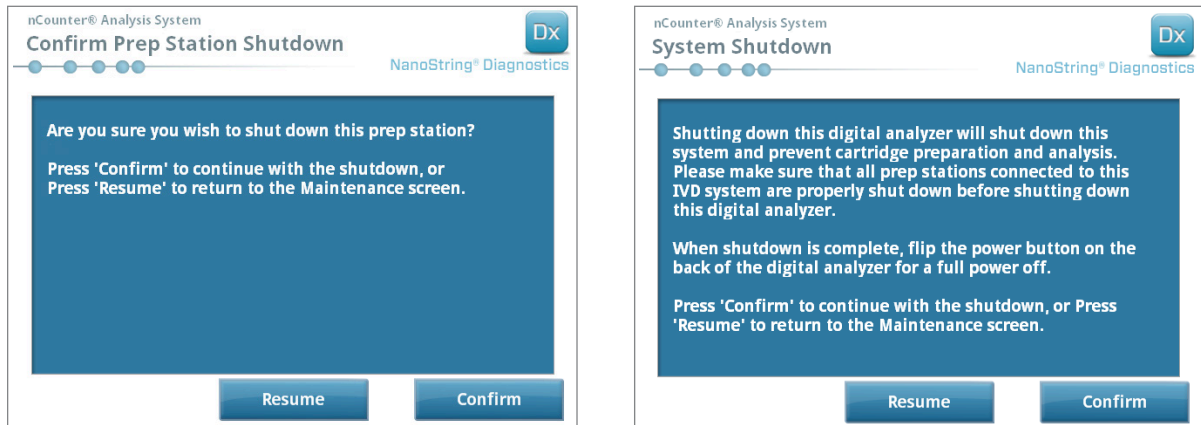 nCounter® Analysis System
Confirm Prep Station Shutdown
Dx
NanoString® Diagnostics
Are you sure you wish to shut down this prep station?
Press 'Confirm' to continue with the shutdown, or
Press 'Resume' to return to the Maintenance screen.
Resume
Confirm
nCounter® Analysis System
System Shutdown
Dx
NanoString® Diagnostics
Shutting down this digital analyzer will shut down this
system and prevent cartridge preparation and analysis.
Please make sure that all prep stations connected to this
IVD system are properly shut down before shutting down
this digital analyzer.
When shutdown is complete, flip the power button on the
back of the digital analyzer for a full power off.
Press 'Confirm' to continue with the shutdown, or Press
'Resume' to return to the Maintenance screen.
Resume
Confirm